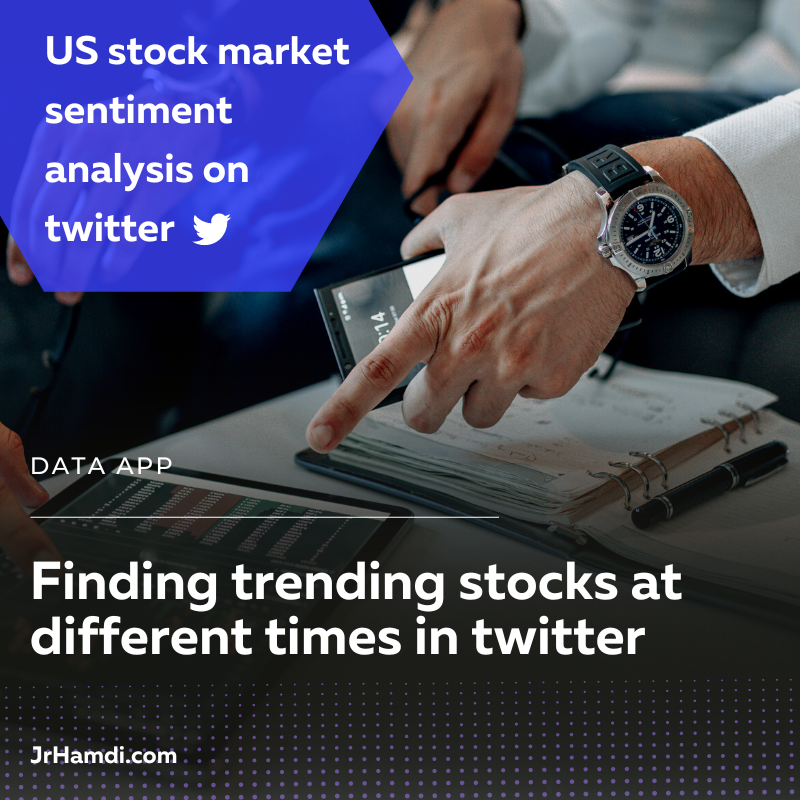 US stock market
sentiment
analysis on
twitter
DATA APP
Finding trending stocks at
different times in twitter
JrHamdi.com